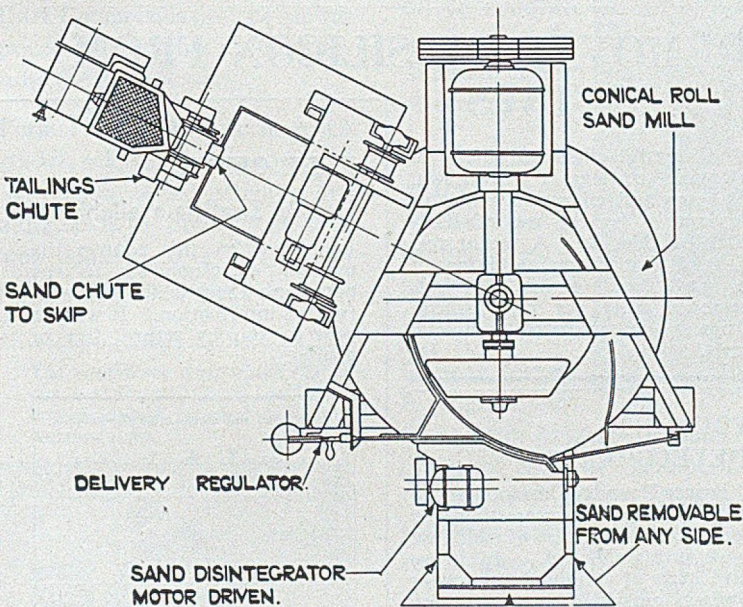 CONICAL ROLL
SAND MILL
TAILINGS
CHUTE
SAND CHUTE
TO SKIP
DELIVERY REGULATOR.
SAND REMOVABLE
FROM ANY SIDE.
SAND DISINTEGRATOR
MOTOR DRIVEN.